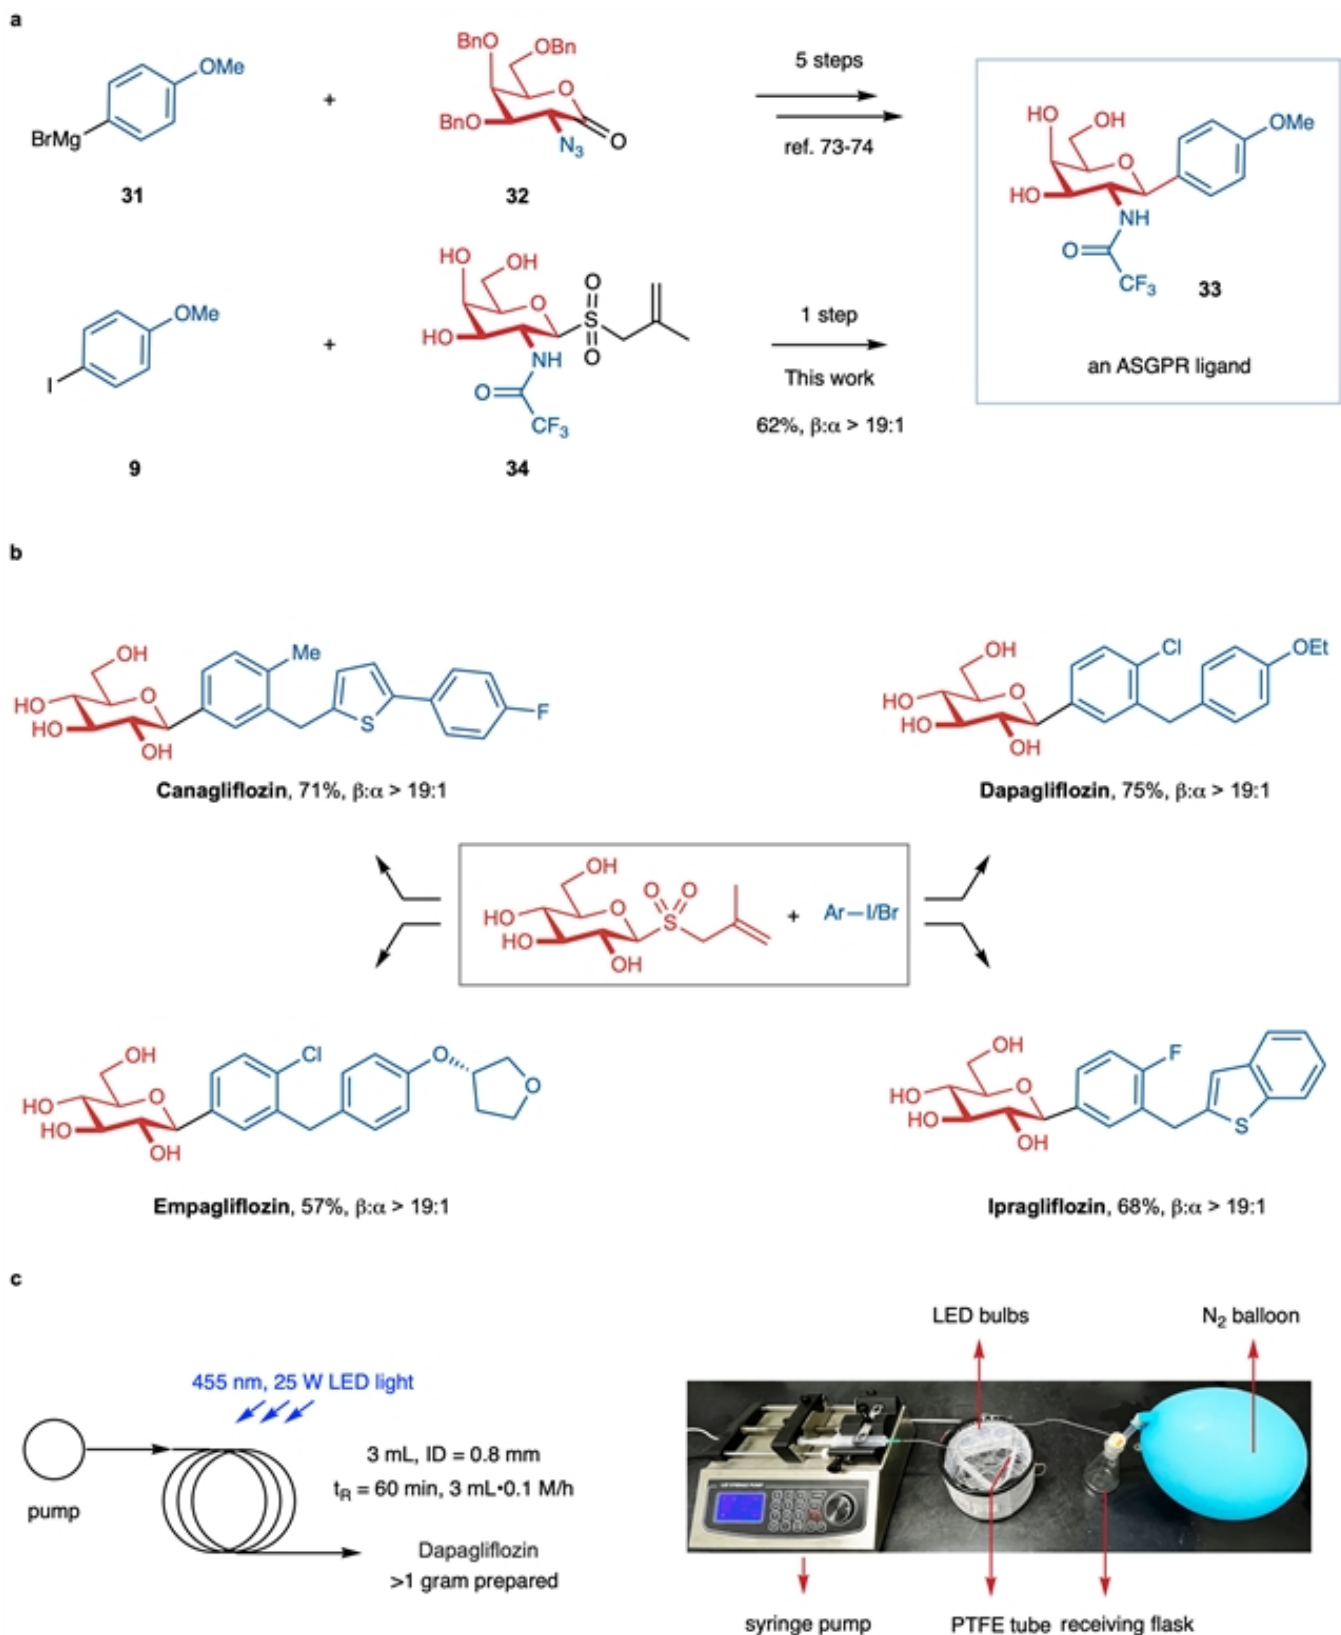 a
OMe
BrMg
31
+
BnO
OBn
O
BnO
N3
O
32
5 steps
ref. 73-74
HO
OH
O
OMe
HO
NH
O
CF3
33
an ASGPR ligand
OMe
I
9
+
HO
OH
O
O
S
O
HO
NH
O
CF3
34
1 step
This work
62%, β:α > 19:1
b
OH
HO
O
HO
OH
Me
S
F
Canagliflozin, 71%, β:α > 19:1
OH
HO
O
HO
OH
Cl
OEt
Dapagliflozin, 75%, β:α > 19:1
OH
HO
O
HO
OH
O
O
S
+
Ar—I/Br
OH
HO
O
HO
OH
Cl
O
O
Empagliflozin, 57%, β:α > 19:1
OH
HO
O
HO
OH
F
S
Ipragliflozin, 68%, β:α > 19:1
c
455 nm, 25 W LED light
pump
3 mL, ID = 0.8 mm
tR = 60 min, 3 mL•0.1 M/h
Dapagliflozin
>1 gram prepared
LED bulbs
N2 balloon
syringe pump
PTFE tube
receiving flask